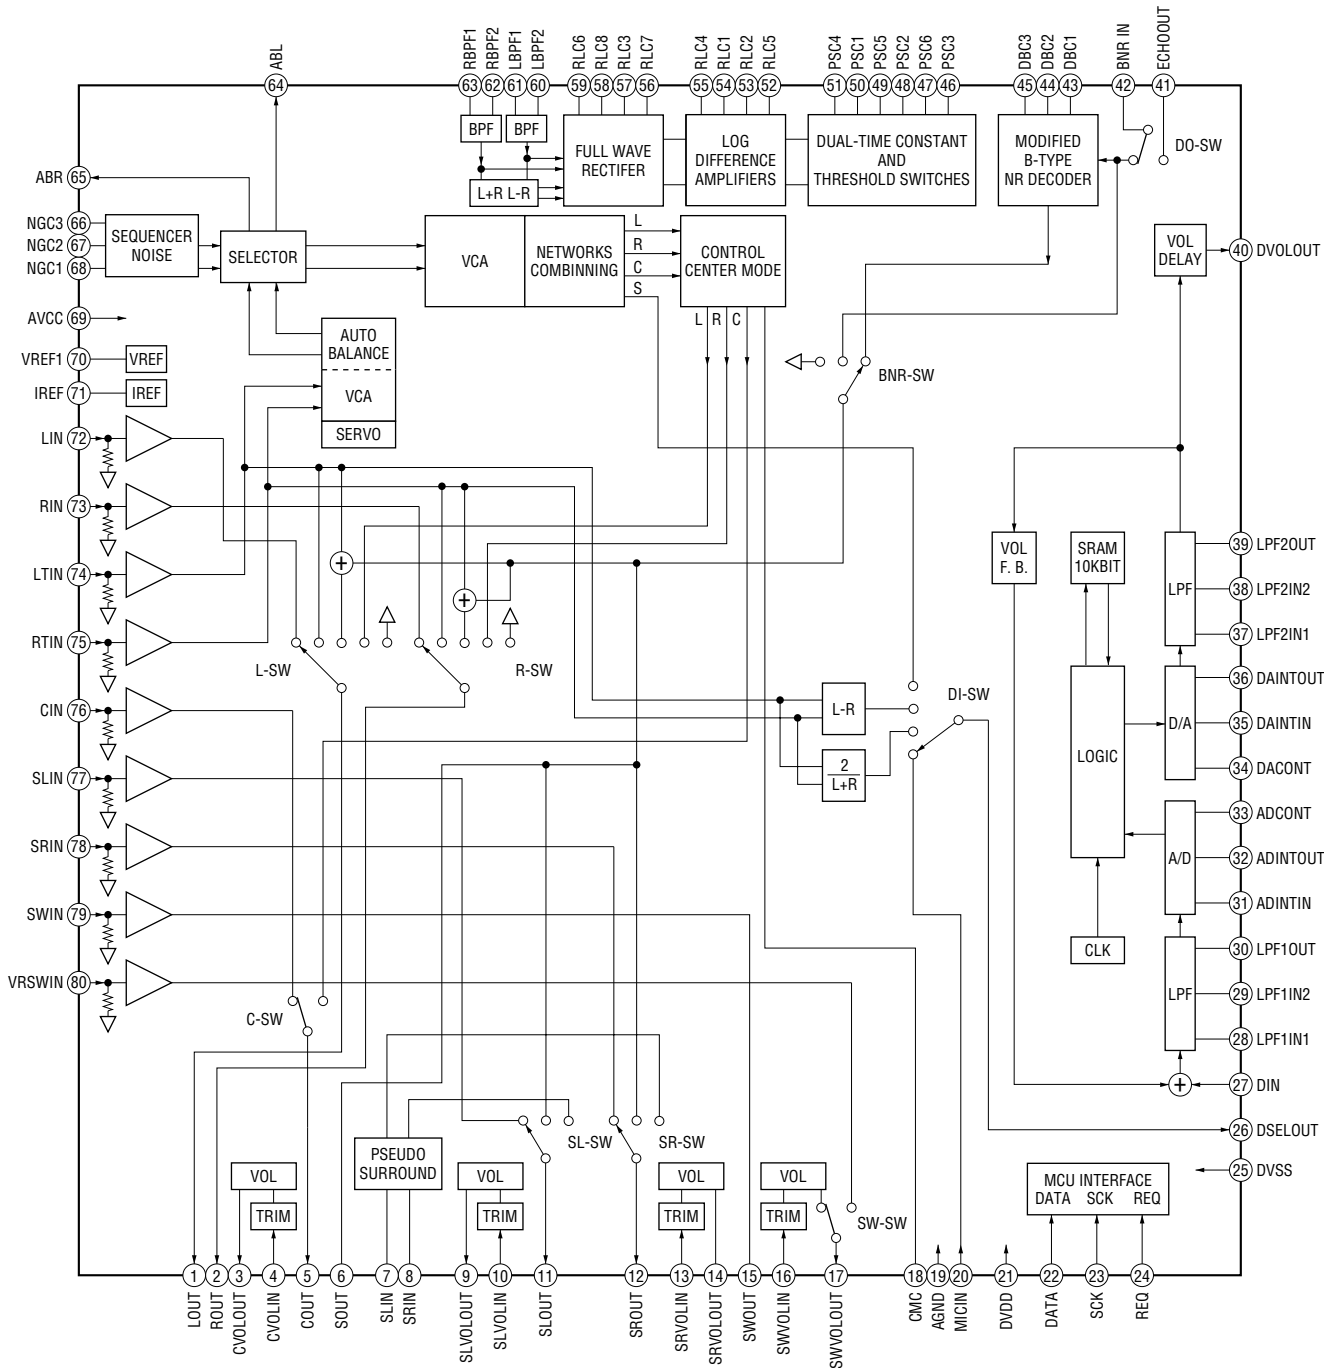 ABL
RBPF1
RBPF2
LBPF1
LBPF2
RLC6
RLC8
RLC3
RLC7
RLC4
RLC1
RLC2
RLC5
PSC4
PSC1
PSC5
PSC2
PSC6
PSC3
DBC3
DBC2
DBC1
BNR IN
ECHOOUT
64
63
62
61
60
59
58
57
56
55
54
53
52
51
50
49
48
47
46
45
44
43
42
41
BPF
BPF
L+R L-R
FULL WAVE
RECTIFER
LOG
DIFFERENCE
AMPLIFIERS
DUAL-TIME CONSTANT
AND
THRESHOLD SWITCHES
MODIFIED
B-TYPE
NR DECODER
DO-SW
ABR 65
NGC3 66
NGC2 67
NGC1 68
SEQUENCER
NOISE
SELECTOR
VCA
NETWORKS
COMBINNING
L
R
C
S
CONTROL
CENTER MODE
L R C
VOL
DELAY
40 DVOLOUT
AVCC 69
VREF1 70
VREF
IREF 71
IREF
AUTO
BALANCE
VCA
SERVO
BNR-SW
LIN 72
RIN 73
LTIN 74
RTIN 75
CIN 76
SLIN 77
SRIN 78
SWIN 79
VRSWIN 80
+
+
L-SW
R-SW
DI-SW
L-R
2
L+R
VOL
F. B.
SRAM
10KBIT
LPF
39 LPF2OUT
38 LPF2IN2
37 LPF2IN1
36 DAINTOUT
35 DAINTIN
34 DACONT
D/A
LOGIC
33 ADCONT
32 ADINTOUT
31 ADINTIN
A/D
CLK
LPF
30 LPF1OUT
29 LPF1IN2
28 LPF1IN1
+
27 DIN
26 DSELOUT
25 DVSS
C-SW
PSEUDO
SURROUND
SL-SW
SR-SW
SW-SW
VOL
TRIM
VOL
TRIM
VOL
TRIM
VOL
TRIM
MCU INTERFACE
DATA SCK REQ
1
2
3
4
5
6
7
8
9
10
11
12
13
14
15
16
17
18
19
20
21
22
23
24
LOUT
ROUT
CVOLOUT
CVOLIN
COUT
SOUT
SLIN
SRIN
SLVOLOUT
SLVOLIN
SLOUT
SROUT
SRVOLIN
SRVOLOUT
SWOUT
SWVOLIN
SWVOLOUT
CMC
AGND
MICIN
DVDD
DATA
SCK
REQ